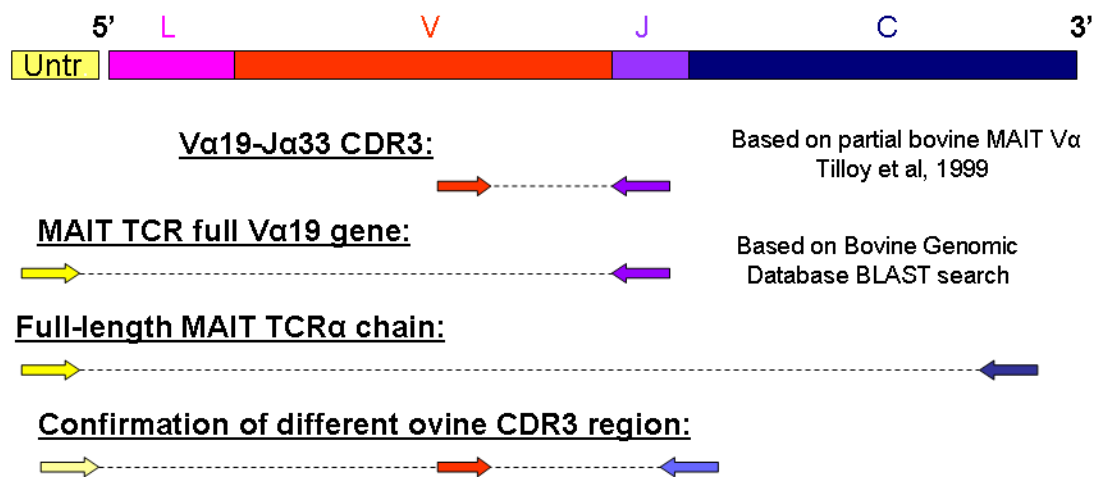 5’ L V J C 3’
Untr
Vα19-Jα33 CDR3:
Based on partial bovine MAIT Vα
Tilloy et al, 1999
MAIT TCR full Vα19 gene:
Based on Bovine Genomic
Database BLAST search
Full-length MAIT TCRα chain:
Confirmation of different ovine CDR3 region: